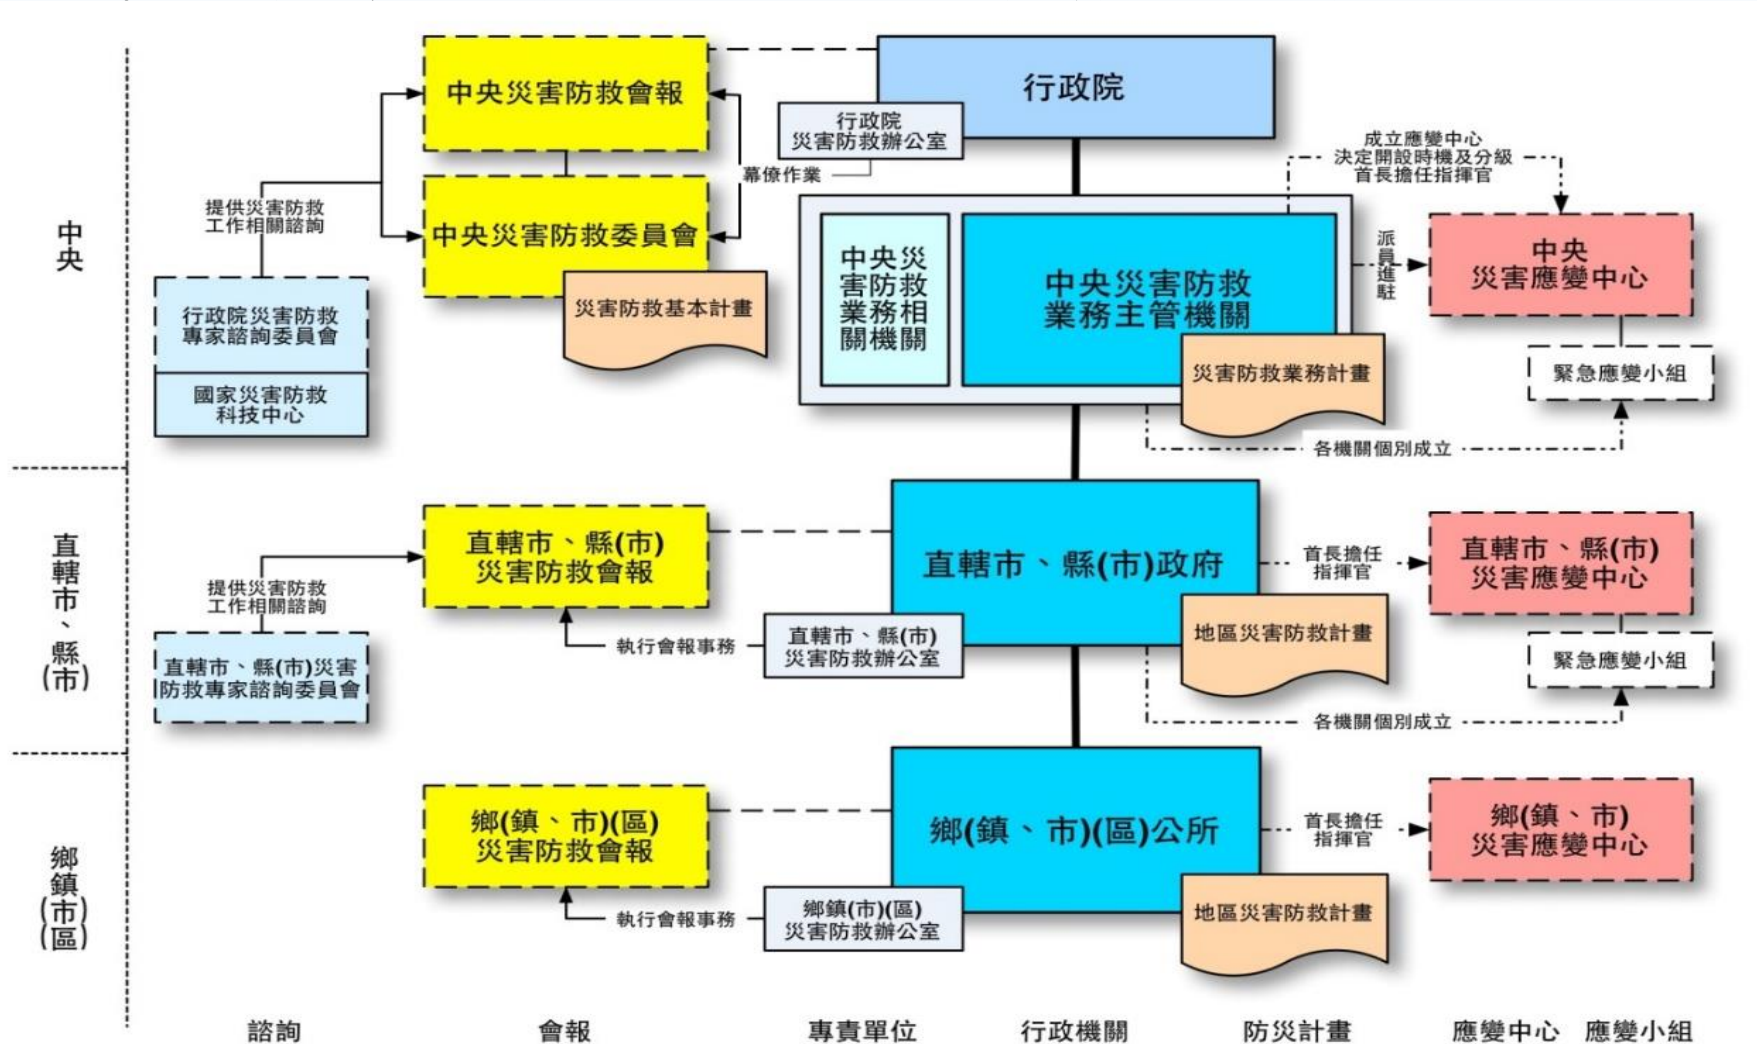 中央災害防救會報
行政院
行政院
災害防救辦公室
幕僚作業
成立應變中心
決定開設時機及分級
首長擔任指揮官
中央
提供災害防救
工作相關諮詢
中央災害防救委員會
災害防救基本計畫
中央災
害防救
業務相
關機關
中央災害防救
業務主管機關
災害防救業務計畫
派員進駐
中央
災害應變中心
行政院災害防救
專家諮詢委員會
國家災害防救
科技中心
緊急應變小組
各機關個別成立
直轄市、縣(市)
直轄市、縣(市)
災害防救會報
直轄市、縣(市)政府
首長擔任
指揮官
直轄市、縣(市)
災害應變中心
提供災害防救
工作相關諮詢
直轄市、縣(市)災害
防救專家諮詢委員會
執行會報事務
直轄市、縣(市)
災害防救辦公室
地區災害防救計畫
緊急應變小組
各機關個別成立
鄉鎮(市)(區)
鄉(鎮、市)(區)
災害防救會報
鄉(鎮、市)(區)公所
首長擔任
指揮官
鄉(鎮、市)
災害應變中心
執行會報事務
鄉鎮(市)(區)
災害防救辦公室
地區災害防救計畫
諮詢
會報
專責單位
行政機關
防災計畫
應變中心
應變小組